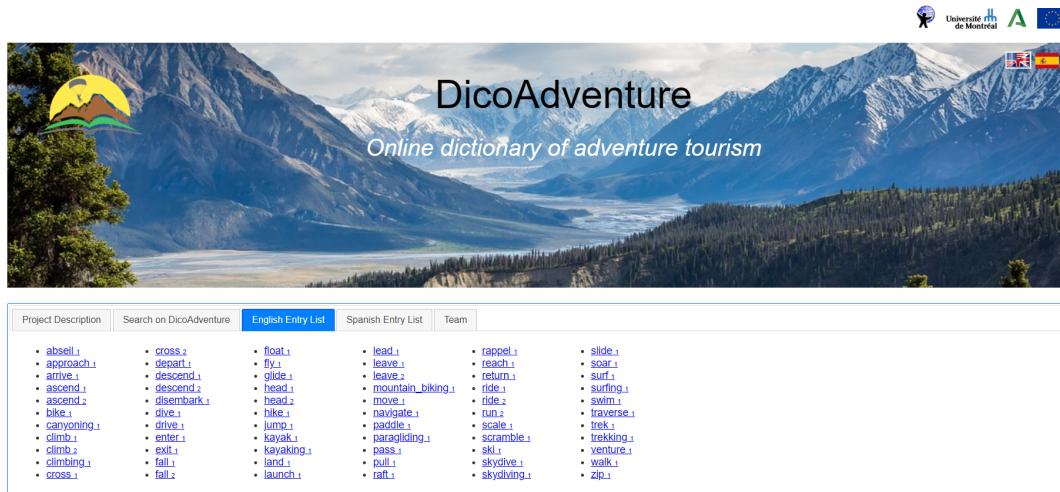 Université de Montréal
DicoAdventure
Online dictionary of adventure tourism
Project Description
Search on DicoAdventure
English Entry List
Spanish Entry List
Team
abseil 1
approach 1
arrive 1
ascend 1
ascend 2
bike 1
canyoning 1
climb 1
climb 2
climbing 1
cross 1
cross 2
depart 1
descend 1
descend 2
disembark 1
dive 1
drive 1
enter 1
exit 1
fall 1
fall 2
float 1
fly 1
glide 1
head 1
head 2
hike 1
jump 1
kayak 1
kayaking 1
land 1
launch 1
lead 1
leave 1
leave 2
mountain_biking 1
move 1
navigate 1
paddle 1
paragliding 1
pass 1
pull 1
raft 1
rappel 1
reach 1
return 1
ride 1
ride 2
run 2
scale 1
scramble 1
ski 1
skydive 1
skydiving 1
slide 1
soar 1
surf 1
surfing 1
swim 1
traverse 1
trek 1
trekking 1
venture 1
walk 1
zip 1